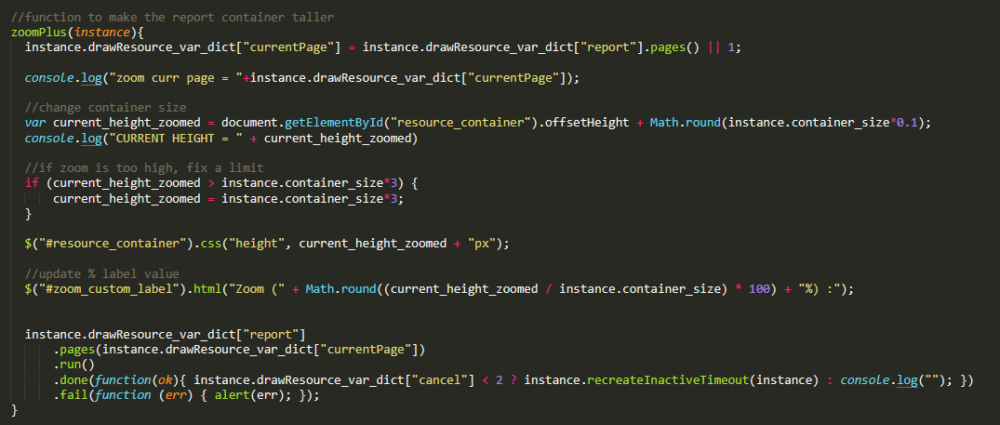 //function to make the report container taller
zoomPlus(instance){
instance.drawResource_var_dict["currentPage"] = instance.drawResource_var_dict["report"].pages() || 1;
console.log("zoom curr page = "+instance.drawResource_var_dict["currentPage"]);
//change container size
var current_height_zoomed = document.getElementById("resource_container").offsetHeight + Math.round(instance.container_size*0.1);
console.log("CURRENT HEIGHT = " + current_height_zoomed)
//if zoom is too high, fix a limit
if (current_height_zoomed > instance.container_size*3) {
current_height_zoomed = instance.container_size*3;
}
$("#resource_container").css("height", current_height_zoomed + "px");
//update % label value
$("#zoom_custom_label").html("Zoom (" + Math.round((current_height_zoomed / instance.container_size) * 100) + "%) :");
instance.drawResource_var_dict["report"]
.pages(instance.drawResource_var_dict["currentPage"])
.run()
.done(function(ok){ instance.drawResource_var_dict["cancel"] < 2 ? instance.recreateInactiveTimeout(instance) : console.log(""); })
.fail(function (err) { alert(err); });
}